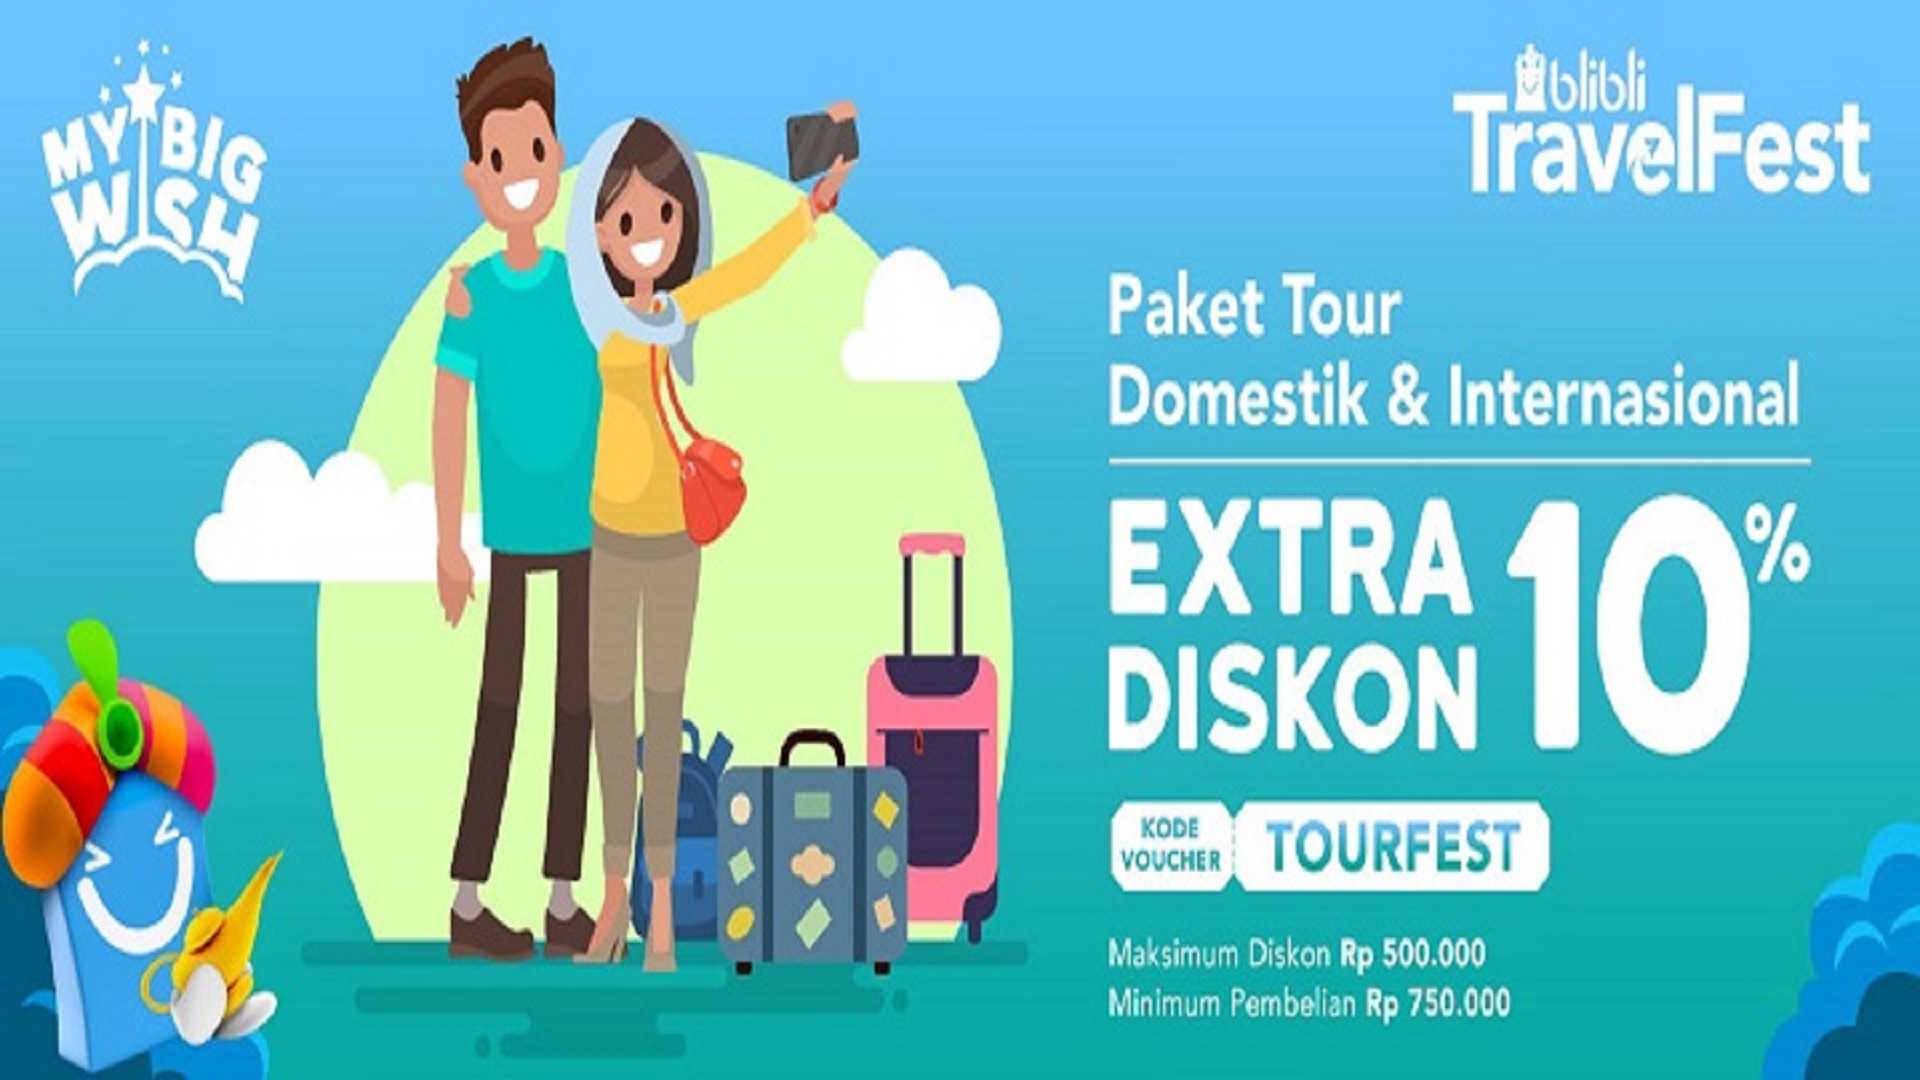 MY BIG
WISH
blibli
TravelFest
Paket Tour
Domestik & Internasional
EXTRA
DISKON 10%
KODE
VOUCHER
TOURFEST
Maksimum Diskon Rp 500.000
Minimum Pembelian Rp 750.000